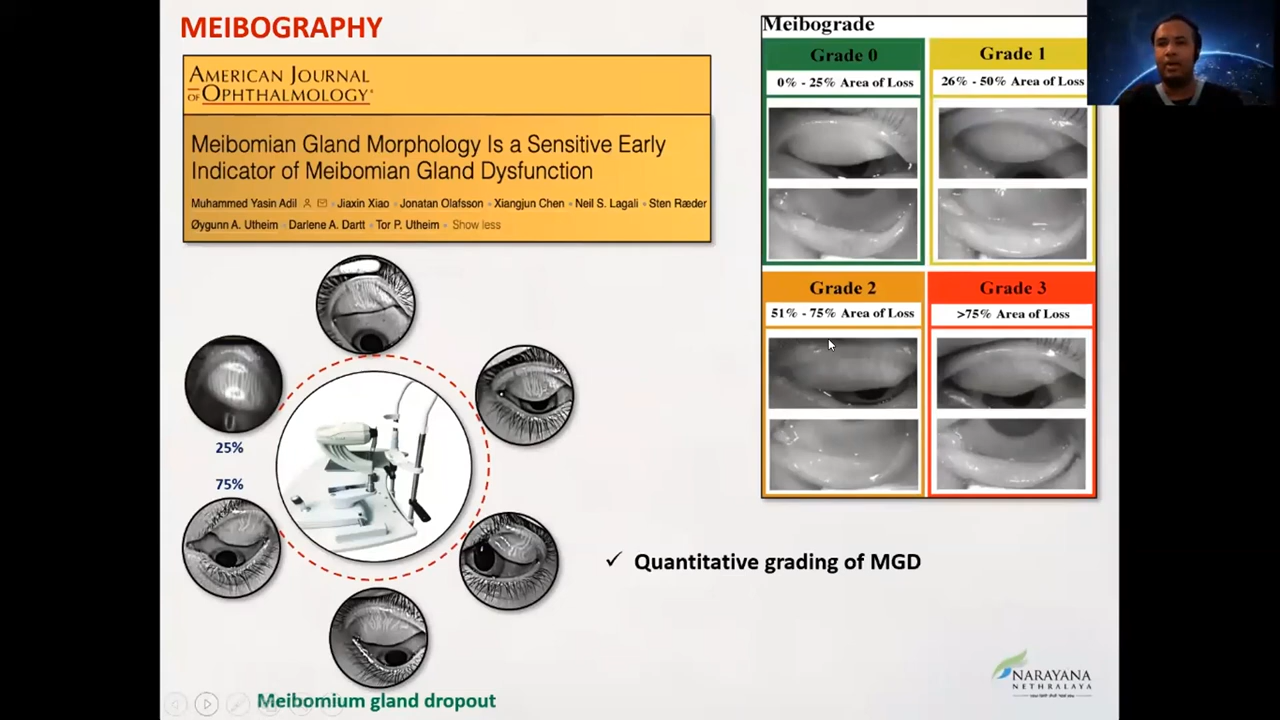 MEIBOGRAPHY
AMERICAN JOURNAL
OF OPHTHALMOLOGY
Meibomian Gland Morphology Is a Sensitive Early
Indicator of Meibomian Gland Dysfunction
Muhammed Yasin Adil Jiaxin Xiao Jonatan Olafsson Xiangjun Chen Neil S. Lagali Sten Ræder
Øygunn A. Utheim Darlene A. Dartt Tor P. Utheim Show less
25%
75%
Meibomium gland dropout
Meibograde
Grade 0
0% - 25% Area of Loss
Grade 1
26% - 50% Area of Loss
Grade 2
51% - 75% Area of Loss
Grade 3
>75% Area of Loss
✓ Quantitative grading of MGD
NARAYANA
NETHRALAYA